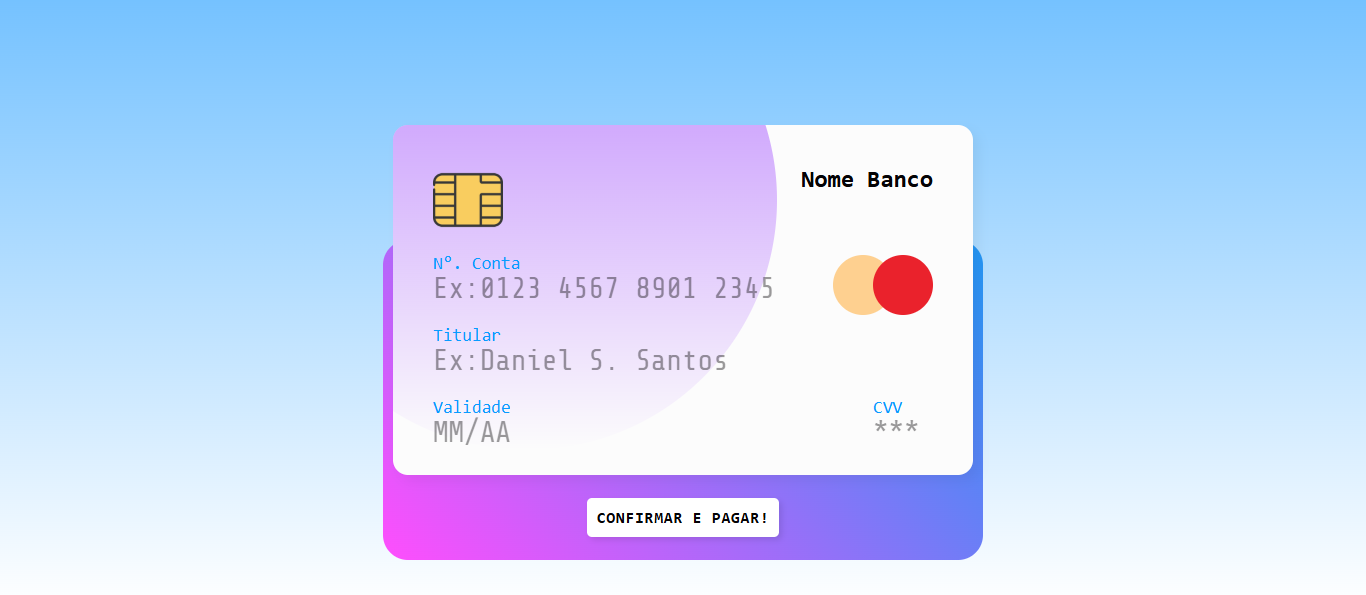 Nome Banco
Nº. Conta
Ex:0123 4567 8901 2345
Titular
Ex:Daniel S. Santos
Validade
MM/AA
CVV
***
CONFIRMAR E PAGAR!